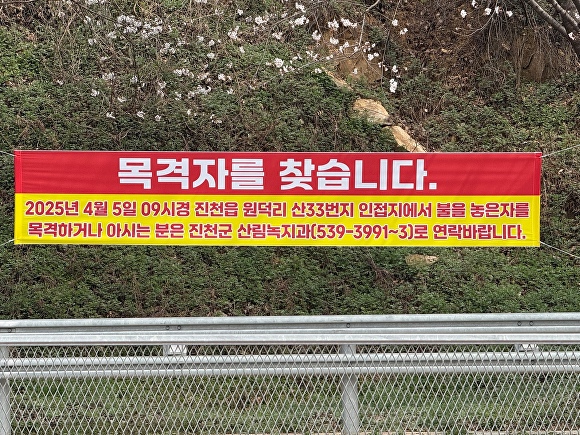 목격자를 찾습니다.
2025년 4월 5일 09시경 진천읍 원덕리 산33번지 인접지에서 불을 놓은자를
목격하거나 아시는 분은 진천군 산림녹지과(539-3991~3)로 연락바랍니다.